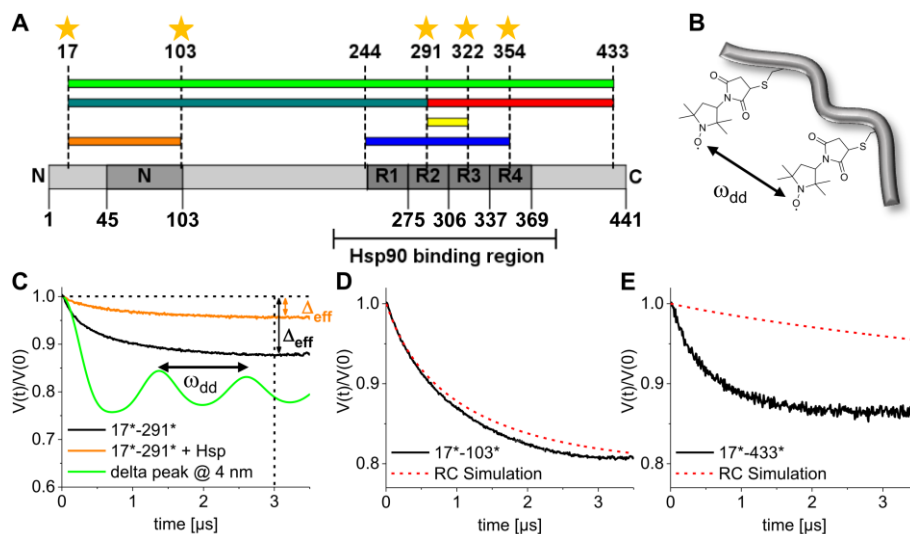 A
17 103 244 291 322 354 433
N N R1 R2 R3 R4 C
1 45 103 275 306 337 369 441
Hsp90 binding region
B
O
N
O
S
N
O•
O
N
O
S
N
O•
ωdd
C
V(t)/V(0)
1.0
0.9
0.8
0.7
0.6
Δeff
Δeff
ωdd
17*-291*
17*-291* + Hsp
delta peak @ 4 nm
0 1 2 3
time [µs]
D
V(t)/V(0)
1.0
0.9
0.8
17*-103*
RC Simulation
0 1 2 3
time [µs]
E
V(t)/V(0)
1.0
0.9
0.8
17*-433*
RC Simulation
0 1 2 3
time [µs]